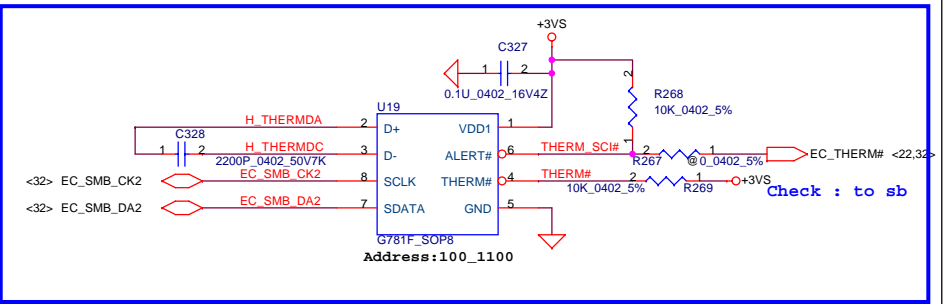 +3VS
C327
1 2
0.1U_0402_16V4Z
2
R268
10K_0402_5%
1
U19
C328
1 2
2200P_0402_50V7K
H_THERMDA 2 D+ VDD1 1
H_THERMDC 3 D- ALERT# 6 THERM_SCI# 2 1 EC_THERM# <22,32>
R267 @0_0402_5%
<32> EC_SMB_CK2 EC_SMB_CK2 8 SCLK THERM# 4 THERM# 2 1 +3VS
10K_0402_5% R269
Check : to sb
<32> EC_SMB_DA2 EC_SMB_DA2 7 SDATA GND 5
G781F_SOP8
Address:100_1100